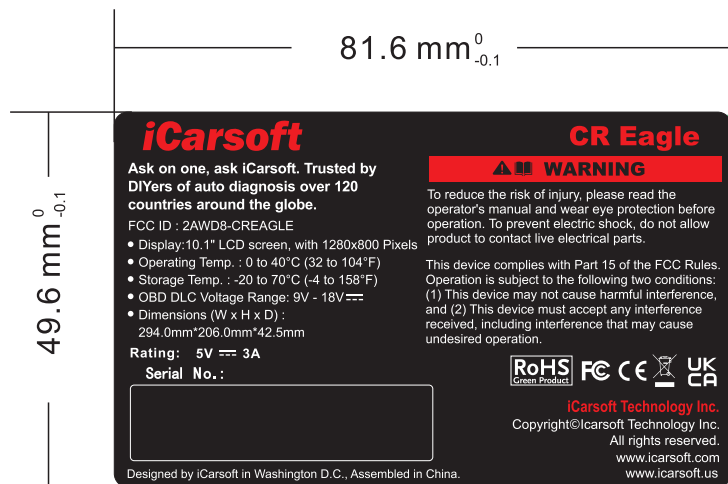 81.6 mm 0 -0.1
49.6 mm 0 -0.1
iCarsoft
Ask on one, ask iCarsoft. Trusted by
DIYers of auto diagnosis over 120
countries around the globe.
FCC ID : 2AWD8-CREAGLE
• Display:10.1" LCD screen, with 1280x800 Pixels
• Operating Temp. : 0 to 40°C (32 to 104°F)
• Storage Temp. : -20 to 70°C (-4 to 158°F)
• OBD DLC Voltage Range: 9V - 18V⎓
• Dimensions (W x H x D) :
294.0mm*206.0mm*42.5mm
Rating: 5V ⎓ 3A
Serial No.:
Designed by iCarsoft in Washington D.C., Assembled in China.
CR Eagle
WARNING
To reduce the risk of injury, please read the
operator's manual and wear eye protection before
operation. To prevent electric shock, do not allow
product to contact live electrical parts.
This device complies with Part 15 of the FCC Rules.
Operation is subject to the following two conditions:
(1) This device may not cause harmful interference,
and (2) This device must accept any interference
received, including interference that may cause
undesired operation.
RoHS
Green Product
FC CE UK
CA
iCarsoft Technology Inc.
Copyright©Icarsoft Technology Inc.
All rights reserved.
www.icarsoft.com
www.icarsoft.us